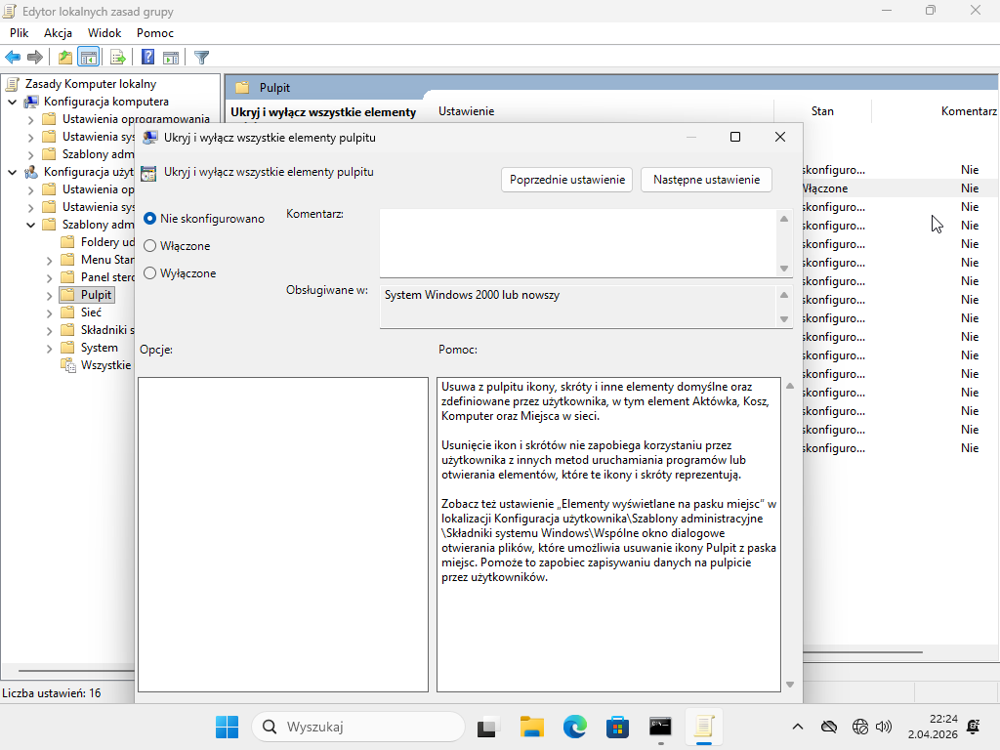 Edytor lokalnych zasad grupy
Plik Akcja Widok Pomoc
Zasady Komputer lokalny
Konfiguracja komputera
Ustawienia oprogramowania
Ustawienia sys
Szablony adm
Konfiguracja użyt
Ustawienia op
Ustawienia sys
Szablony adm
Foldery ud
Menu Star
Panel stero
Pulpit
Sieć
Składniki s
System
Wszystkie
Pulpit
Ukryj i wyłącz wszystkie elementy
Ustawienie Stan Komentarz
skonfiguro... Nie
Włączone Nie
skonfiguro... Nie
skonfiguro... Nie
skonfiguro... Nie
skonfiguro... Nie
skonfiguro... Nie
skonfiguro... Nie
skonfiguro... Nie
skonfiguro... Nie
skonfiguro... Nie
skonfiguro... Nie
skonfiguro... Nie
skonfiguro... Nie
skonfiguro... Nie
skonfiguro... Nie
Ukryj i wyłącz wszystkie elementy pulpitu
Ukryj i wyłącz wszystkie elementy pulpitu
Poprzednie ustawienie Następne ustawienie
Nie skonfigurowano
Włączone
Wyłączone
Komentarz:
Obsługiwane w:
System Windows 2000 lub nowszy
Opcje:
Pomoc:
Usuwa z pulpitu ikony, skróty i inne elementy domyślne oraz
zdefiniowane przez użytkownika, w tym element Aktówka, Kosz,
Komputer oraz Miejsca w sieci.
Usunięcie ikon i skrótów nie zapobiega korzystaniu przez
użytkownika z innych metod uruchamiania programów lub
otwierania elementów, które te ikony i skróty reprezentują.
Zobacz też ustawienie „Elementy wyświetlane na pasku miejsc” w
lokalizacji Konfiguracja użytkownika\Szablony administracyjne
\Składniki systemu Windows\Wspólne okno dialogowe
otwierania plików, które umożliwia usuwanie ikony Pulpit z paska
miejsc. Pomoże to zapobiec zapisywaniu danych na pulpicie
przez użytkowników.
Liczba ustawień: 16
Wyszukaj
22:24
2.04.2026